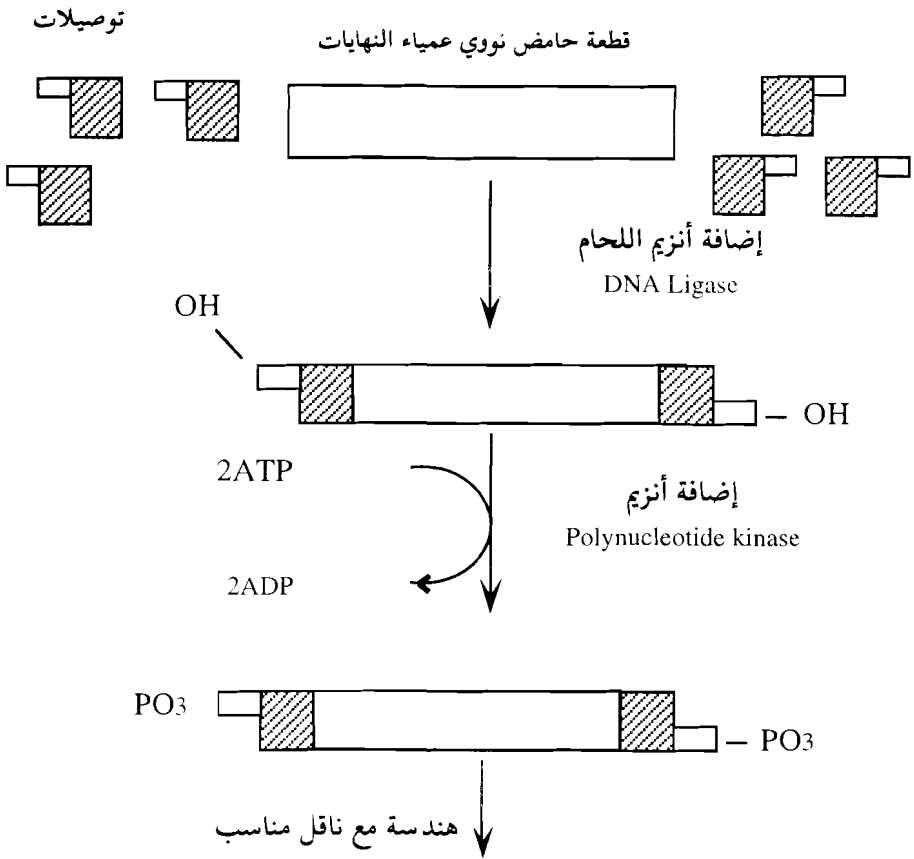 توصيلات
قطعة حامض نووي عمياء النهايات
إضافة أنزيم اللحام
DNA Ligase
OH
OH
2ATP
إضافة أنزيم
Polynucleotide kinase
2ADP
PO3
PO3
هندسة مع ناقل مناسب